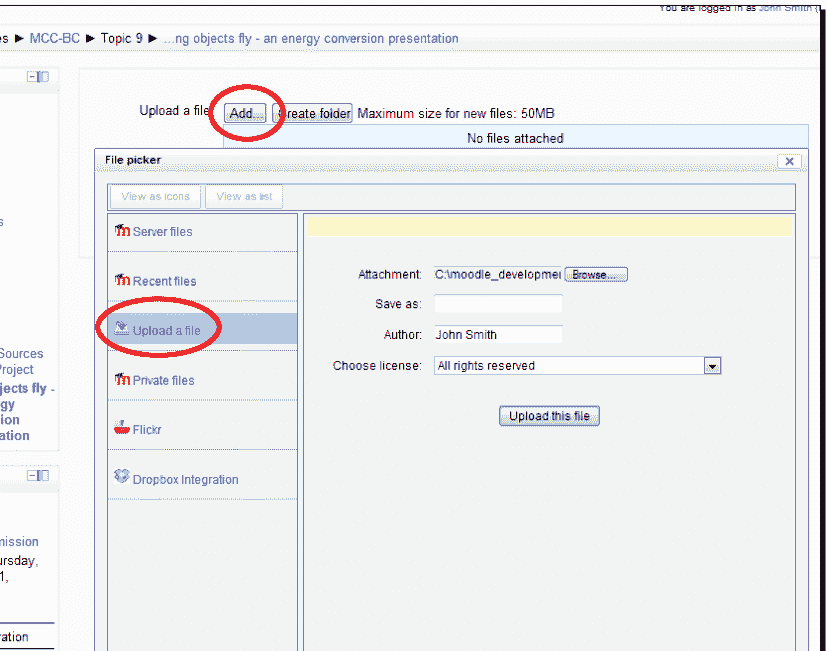 You are logged in as John Smith (
es ► MCC-BC ► Topic 9 ► ...ng objects fly - an energy conversion presentation
Upload a file
Add...
Create folder
Maximum size for new files: 50MB
No files attached
File picker
View as icons
View as list
Server files
Recent files
Upload a file
Private files
Flickr
Dropbox Integration
Attachment: C:\moodle_developmen
Browse...
Save as:
Author: John Smith
Choose license: All rights reserved
Upload this file
s
Sources
Project
jects fly -
gy
ion
ation
mission
ursday,
1,
ration